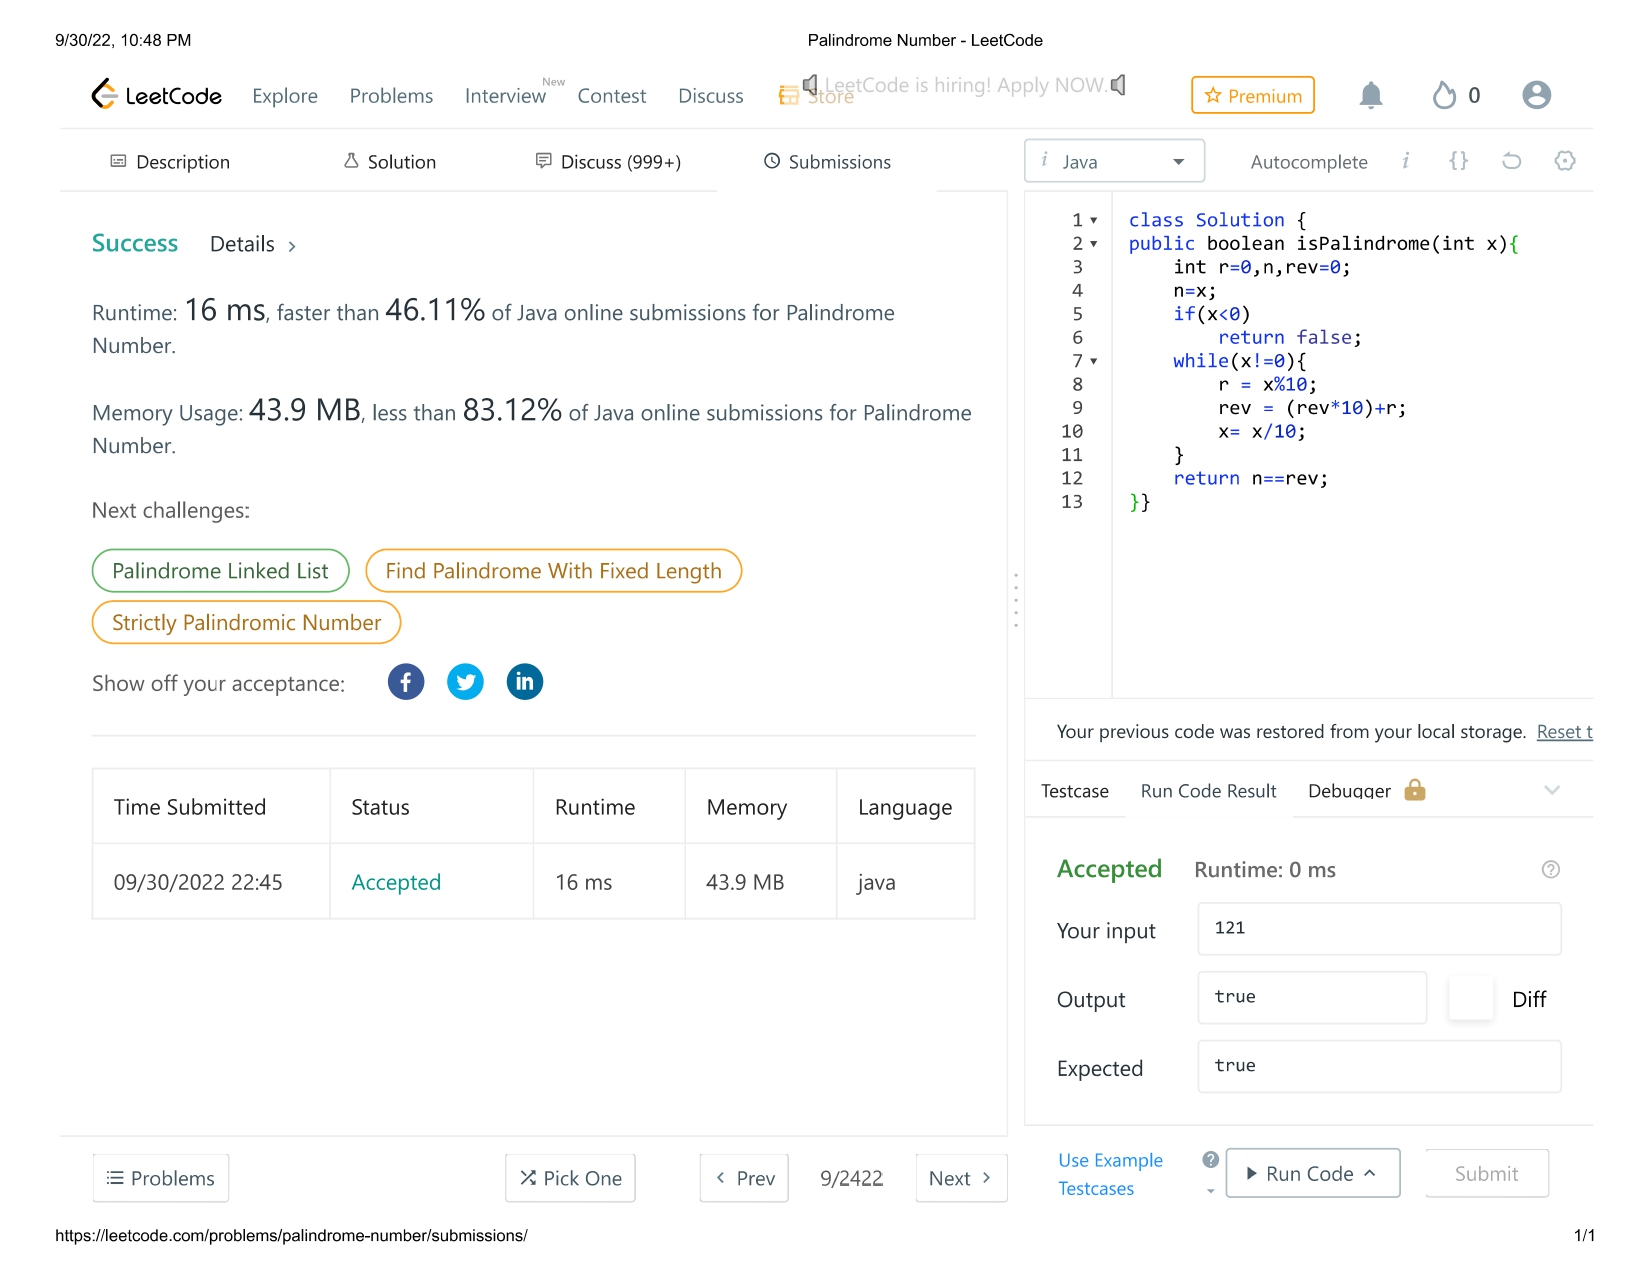 9/30/22, 10:48 PM
Palindrome Number - LeetCode
LeetCode
Explore
Problems
Interview
New
Contest
Discuss
Store
LeetCode is hiring! Apply NOW.
Premium
0
Description
Solution
Discuss (999+)
Submissions
Success
Details
Runtime: 16 ms, faster than 46.11% of Java online submissions for Palindrome
Number.
Memory Usage: 43.9 MB, less than 83.12% of Java online submissions for Palindrome
Number.
Next challenges:
Palindrome Linked List
Find Palindrome With Fixed Length
Strictly Palindromic Number
Show off your acceptance:
Time Submitted Status Runtime Memory Language
09/30/2022 22:45 Accepted 16 ms 43.9 MB java
Problems
Pick One
Prev
9/2422
Next
i Java
Autocomplete
i
{}
1 class Solution {
2 public boolean isPalindrome(int x){
3     int r=0,n,rev=0;
4     n=x;
5     if(x<0)
6         return false;
7     while(x!=0){
8         r = x%10;
9         rev = (rev*10)+r;
10         x= x/10;
11     }
12     return n==rev;
13 }}
Your previous code was restored from your local storage. Reset t
Testcase
Run Code Result
Debugger
Accepted
Runtime: 0 ms
Your input
121
Output
true
Diff
Expected
true
Use Example
Testcases
Run Code
Submit
https://leetcode.com/problems/palindrome-number/submissions/
1/1